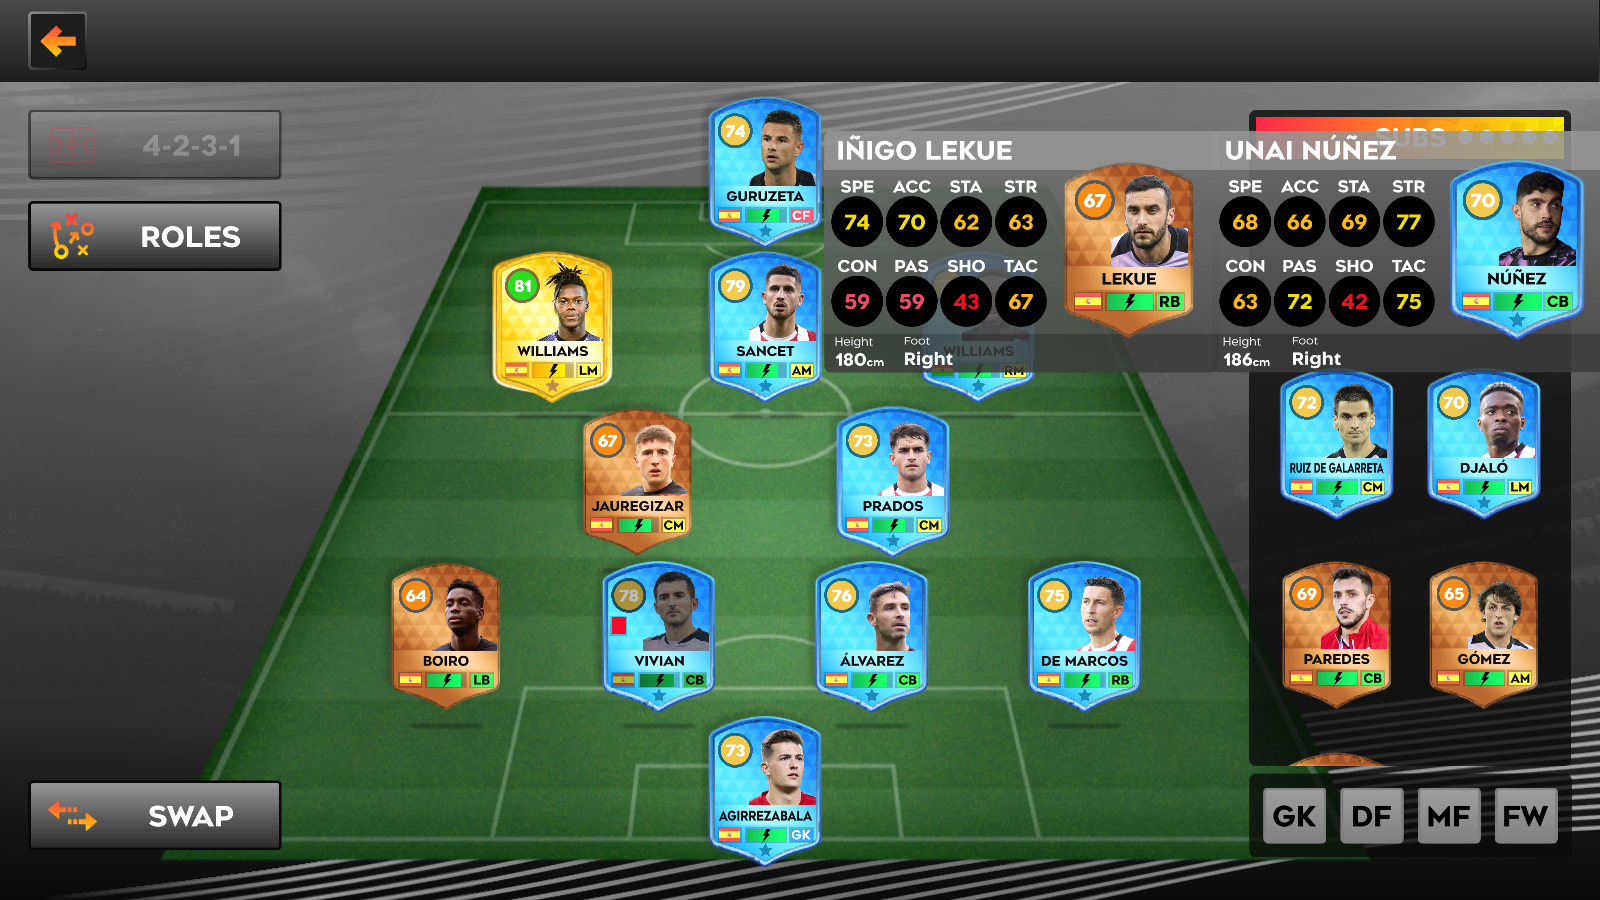 4-2-3-1
ROLES
SWAP
74
GURUZETA
CF
81
WILLIAMS
LM
79
SANCET
AM
WILLIAMS
RM
67
JAUREGIZAR
CM
73
PRADOS
CM
64
BOIRO
LB
78
VIVIAN
CB
76
ÁLVAREZ
CB
75
DE MARCOS
RB
73
AGIRREZABALA
GK
IÑIGO LEKUE
SPE ACC STA STR
74 70 62 63
CON PAS SHO TAC
59 59 43 67
Height Foot
180cm Right
67
LEKUE
RB
SUBS
UNAI NÚÑEZ
SPE ACC STA STR
68 66 69 77
CON PAS SHO TAC
63 72 42 75
Height Foot
186cm Right
70
NÚÑEZ
CB
72
RUIZ DE GALARRETA
CM
70
DJALÓ
LM
69
PAREDES
CB
65
GÓMEZ
AM
GK DF MF FW